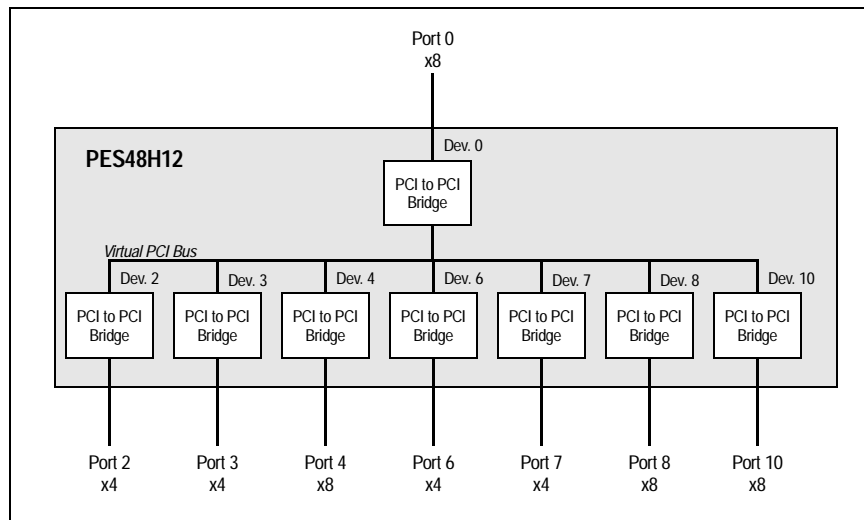 Port 0
x8
PES48H12
Dev. 0
PCI to PCI
Bridge
Virtual PCI Bus
Dev. 2
Dev. 3
Dev. 4
Dev. 6
Dev. 7
Dev. 8
Dev. 10
PCI to PCI
Bridge
PCI to PCI
Bridge
PCI to PCI
Bridge
PCI to PCI
Bridge
PCI to PCI
Bridge
PCI to PCI
Bridge
PCI to PCI
Bridge
Port 2
x4
Port 3
x4
Port 4
x8
Port 6
x4
Port 7
x4
Port 8
x8
Port 10
x8